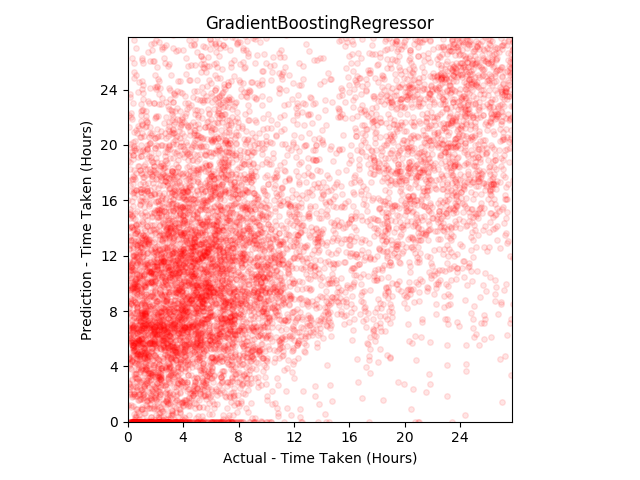 GradientBoostingRegressor
Prediction - Time Taken (Hours)
24
20
16
12
8
4
0
0 4 8 12 16 20 24
Actual - Time Taken (Hours)